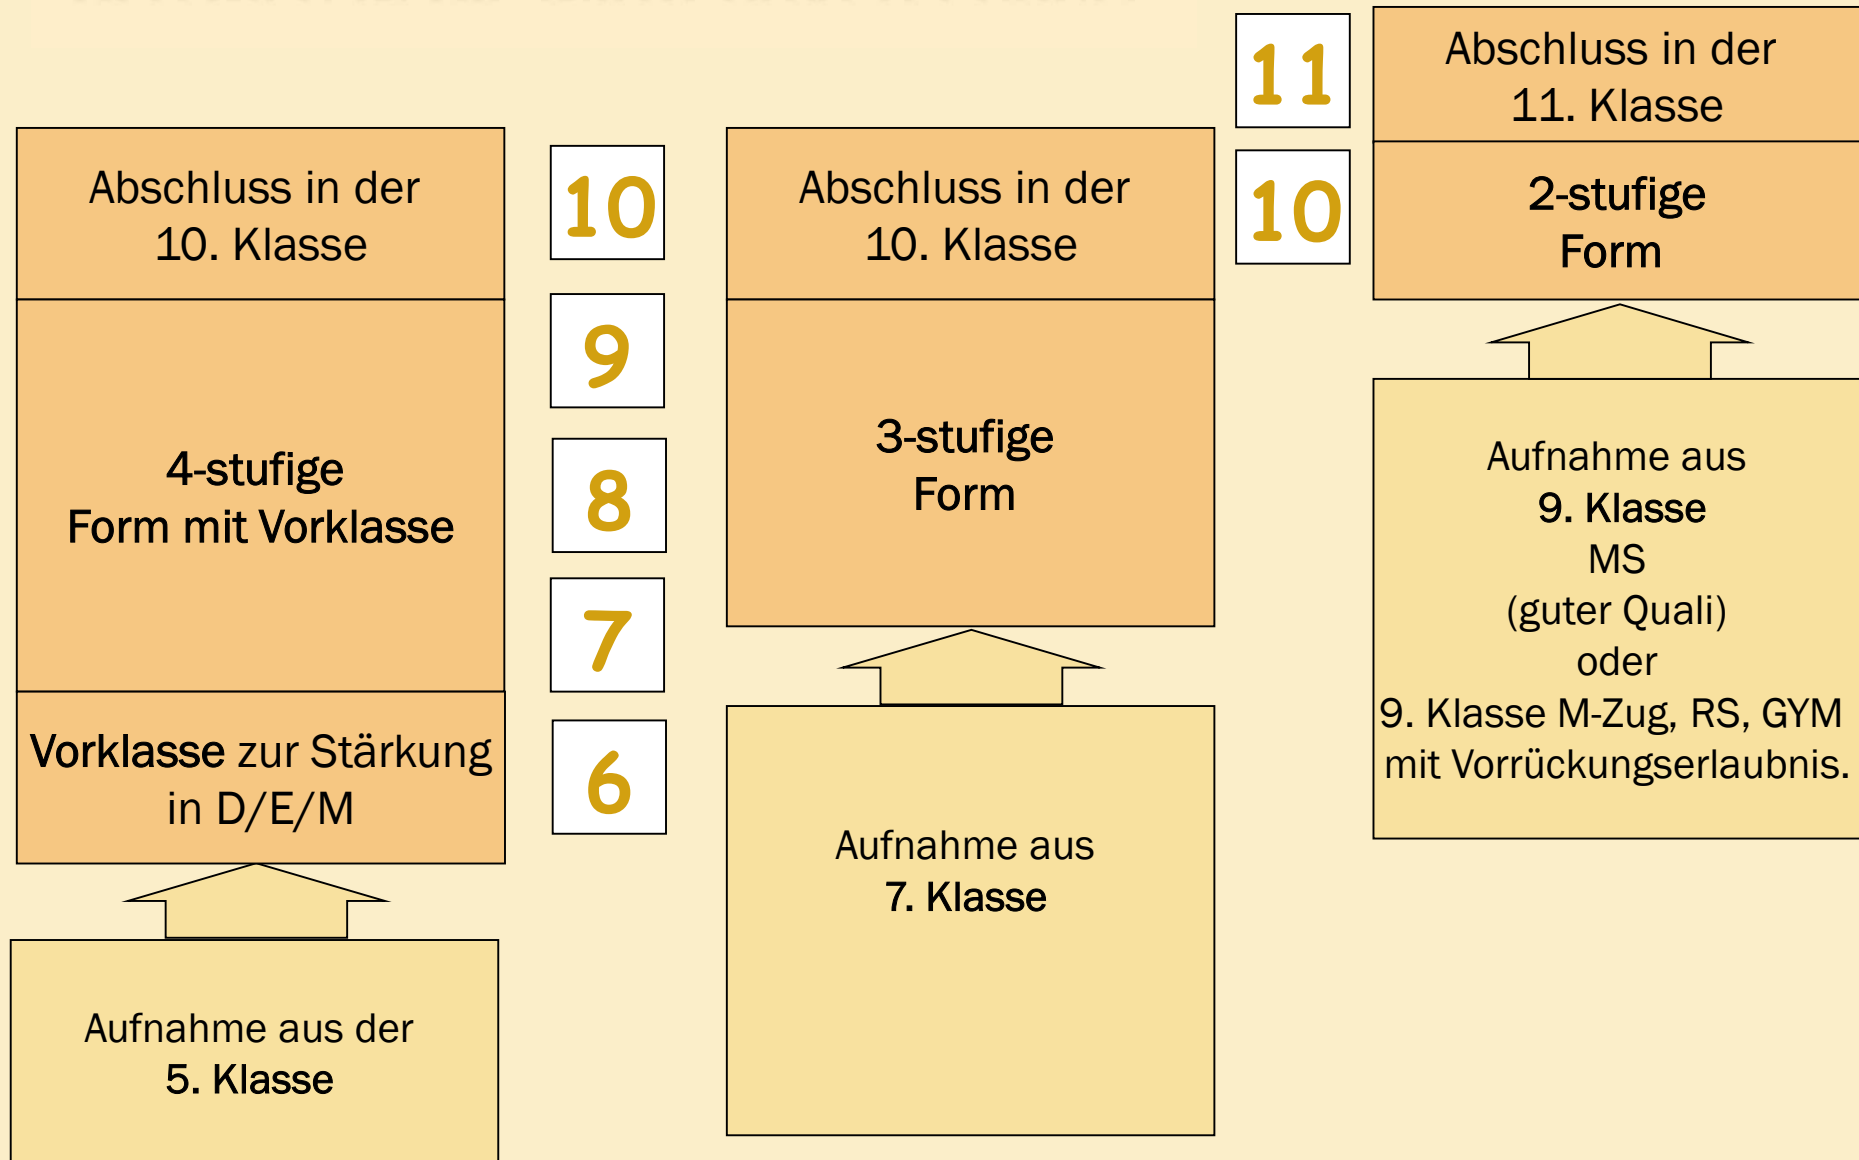 Abschluss in der
10. Klasse
4-stufige
Form mit Vorklasse
Vorklasse zur Stärkung
in D/E/M
Aufnahme aus der
5. Klasse
10
9
8
7
6
Abschluss in der
10. Klasse
3-stufige
Form
Aufnahme aus
7. Klasse
11
10
Abschluss in der
11. Klasse
2-stufige
Form
Aufnahme aus
9. Klasse
MS
(guter Quali)
oder
9. Klasse M-Zug, RS, GYM
mit Vorrückungserlaubnis.